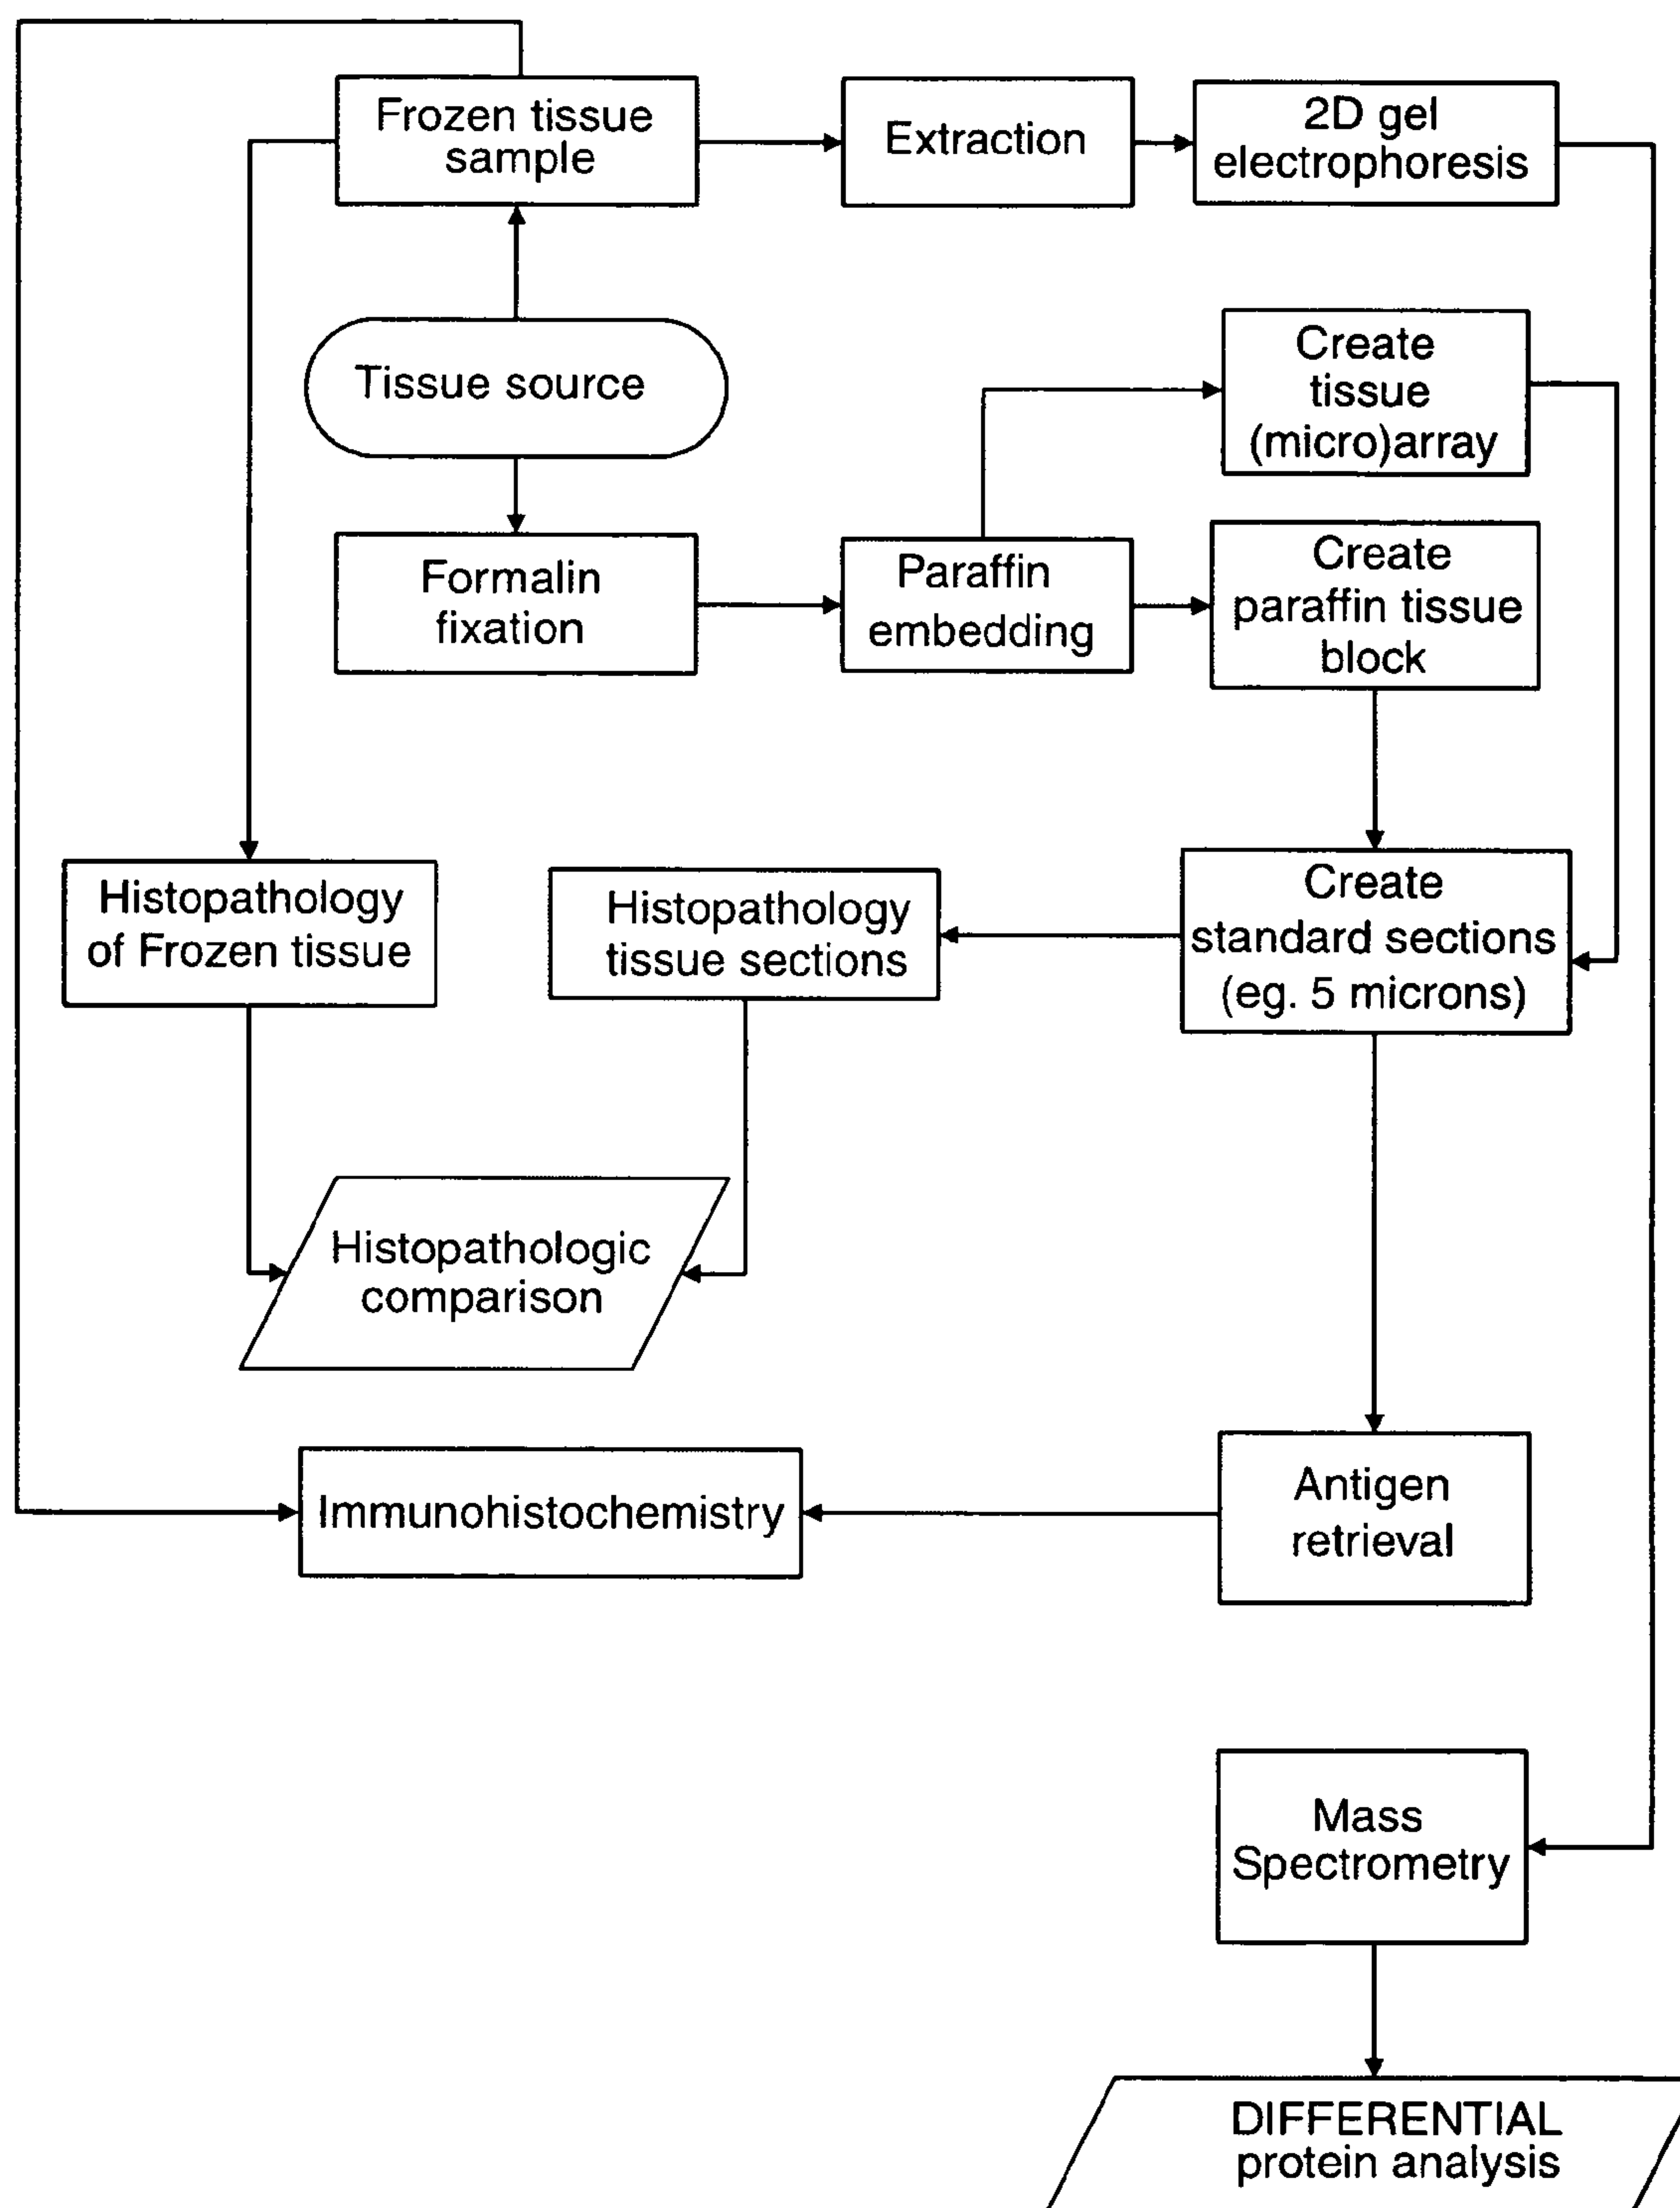 Frozen tissue
sample
Extraction
2D gel
electrophoresis
Tissue source
Create
tissue
(micro)array
Formalin
fixation
Paraffin
embedding
Create
paraffin tissue
block
Histopathology
of Frozen tissue
Histopathology
tissue sections
Create
standard sections
(eg. 5 microns)
Histopathologic
comparison
Immunohistochemistry
Antigen
retrieval
Mass
Spectrometry
DIFFERENTIAL
protein analysis